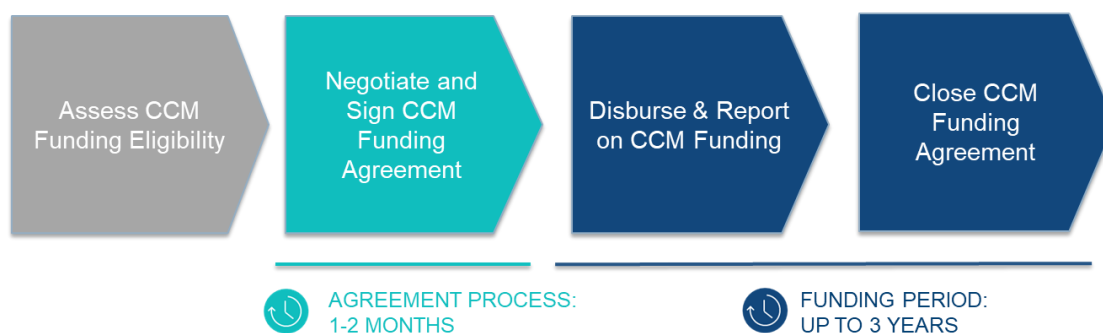 Assess CCM
Funding Eligibility
Negotiate and
Sign CCM
Funding
Agreement
Disburse & Report
on CCM Funding
Close CCM
Funding
Agreement
AGREEMENT PROCESS:
1-2 MONTHS
FUNDING PERIOD:
UP TO 3 YEARS